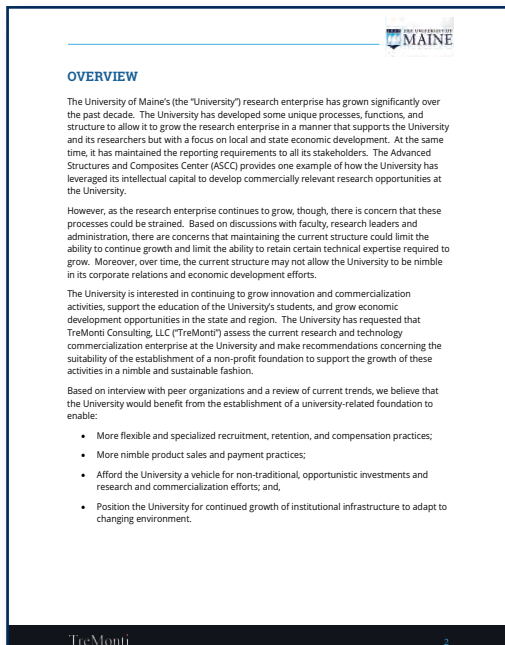 THE UNIVERSITY OF
MAINE
OVERVIEW
The University of Maine's (the "University") research enterprise has grown significantly over
the past decade. The University has developed some unique processes, functions, and
structure to allow it to grow the research enterprise in a manner that supports the University
and its researchers but with a focus on local and state economic development. At the same
time, it has maintained the reporting requirements to all its stakeholders. The Advanced
Structures and Composites Center (ASCC) provides one example of how the University has
leveraged its intellectual capital to develop commercially relevant research opportunities at
the University.
However, as the research enterprise continues to grow, though, there is concern that these
processes could be strained. Based on discussions with faculty, research leaders and
administration, there are concerns that maintaining the current structure could limit the
ability to continue growth and limit the ability to retain certain technical expertise required to
grow. Moreover, over time, the current structure may not allow the University to be nimble
in its corporate relations and economic development efforts.
The University is interested in continuing to grow innovation and commercialization
activities, support the education of the University's students, and grow economic
development opportunities in the state and region. The University has requested that
TreMonti Consulting, LLC ("TreMonti") assess the current research and technology
commercialization enterprise at the University and make recommendations concerning the
suitability of the establishment of a non-profit foundation to support the growth of these
activities in a nimble and sustainable fashion.
Based on interview with peer organizations and a review of current trends, we believe that
the University would benefit from the establishment of a university-related foundation to
enable:
• More flexible and specialized recruitment, retention, and compensation practices;
• More nimble product sales and payment practices;
• Afford the University a vehicle for non-traditional, opportunistic investments and
research and commercialization efforts; and,
• Position the University for continued growth of institutional infrastructure to adapt to
changing environment.
TreMonti
2